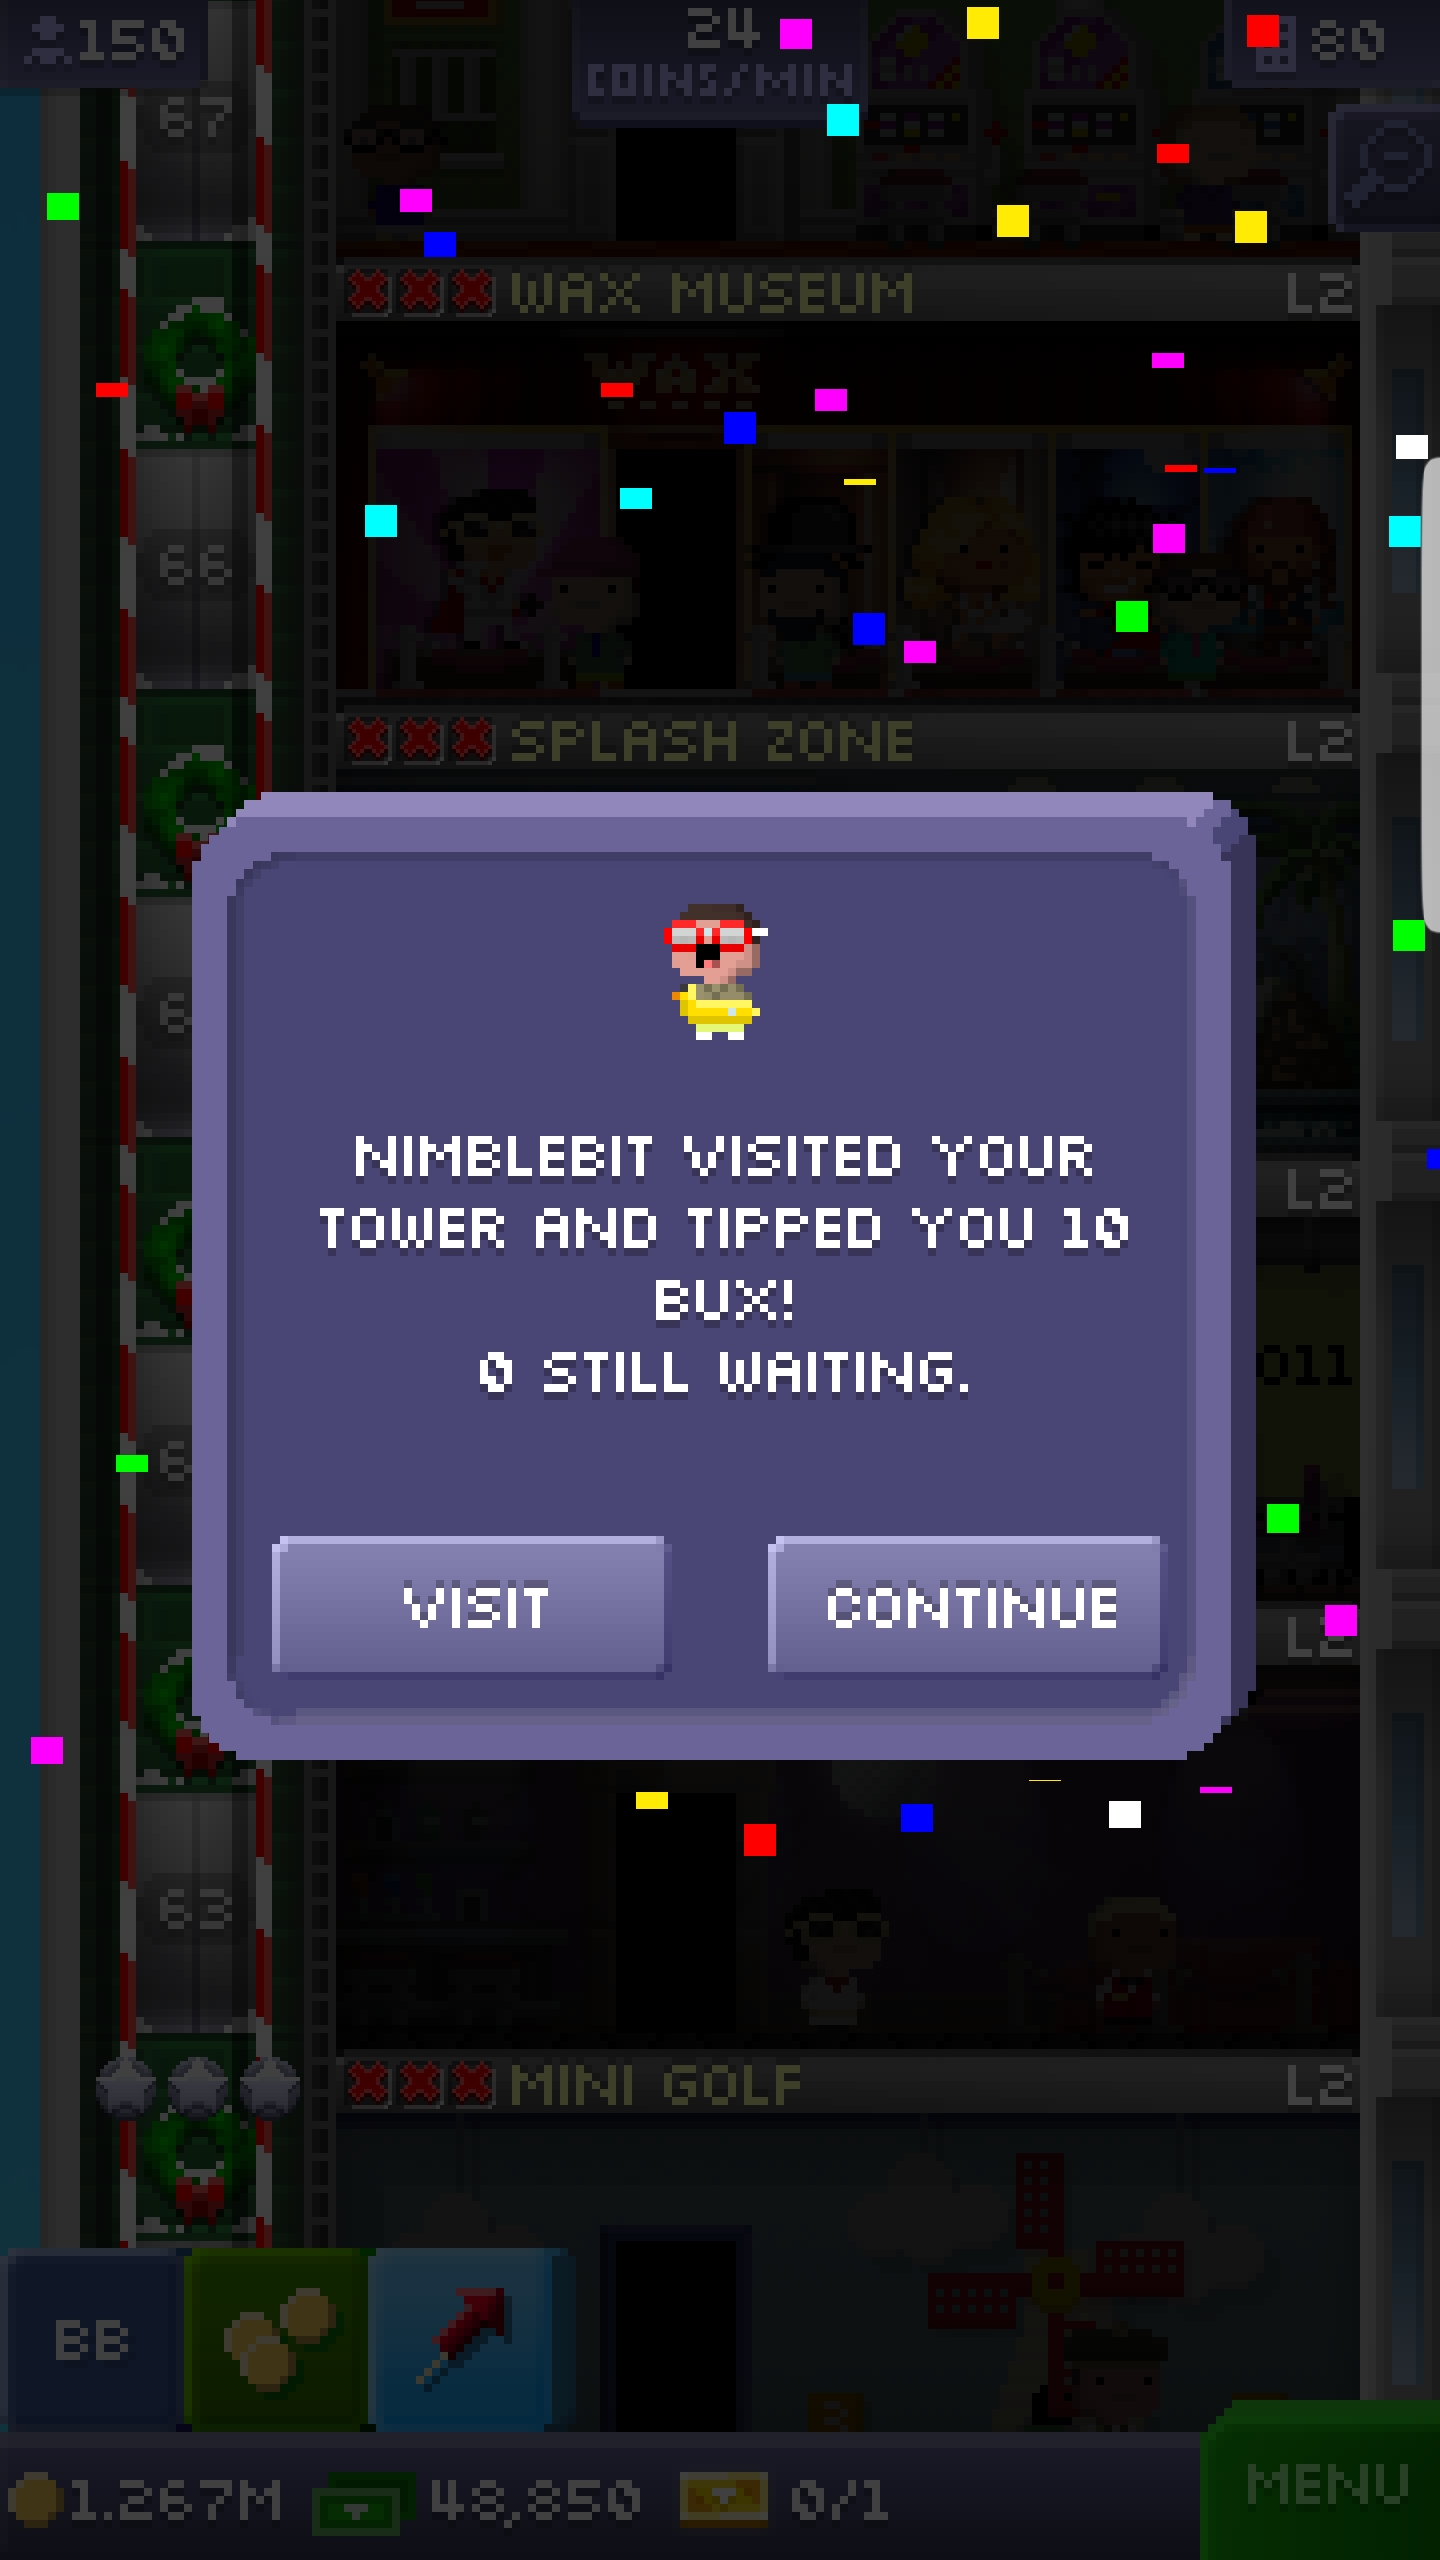 150
24
COINS/MIN
80
67
WAX MUSEUM
L2
WAX
66
SPLASH ZONE
L2
NIMBLEBIT VISITED YOUR
TOWER AND TIPPED YOU 10
BUX!
0 STILL WAITING.
L2
VISIT
CONTINUE
L2
63
MINI GOLF
L2
BB
1.267M
48,850
0/1
MENU